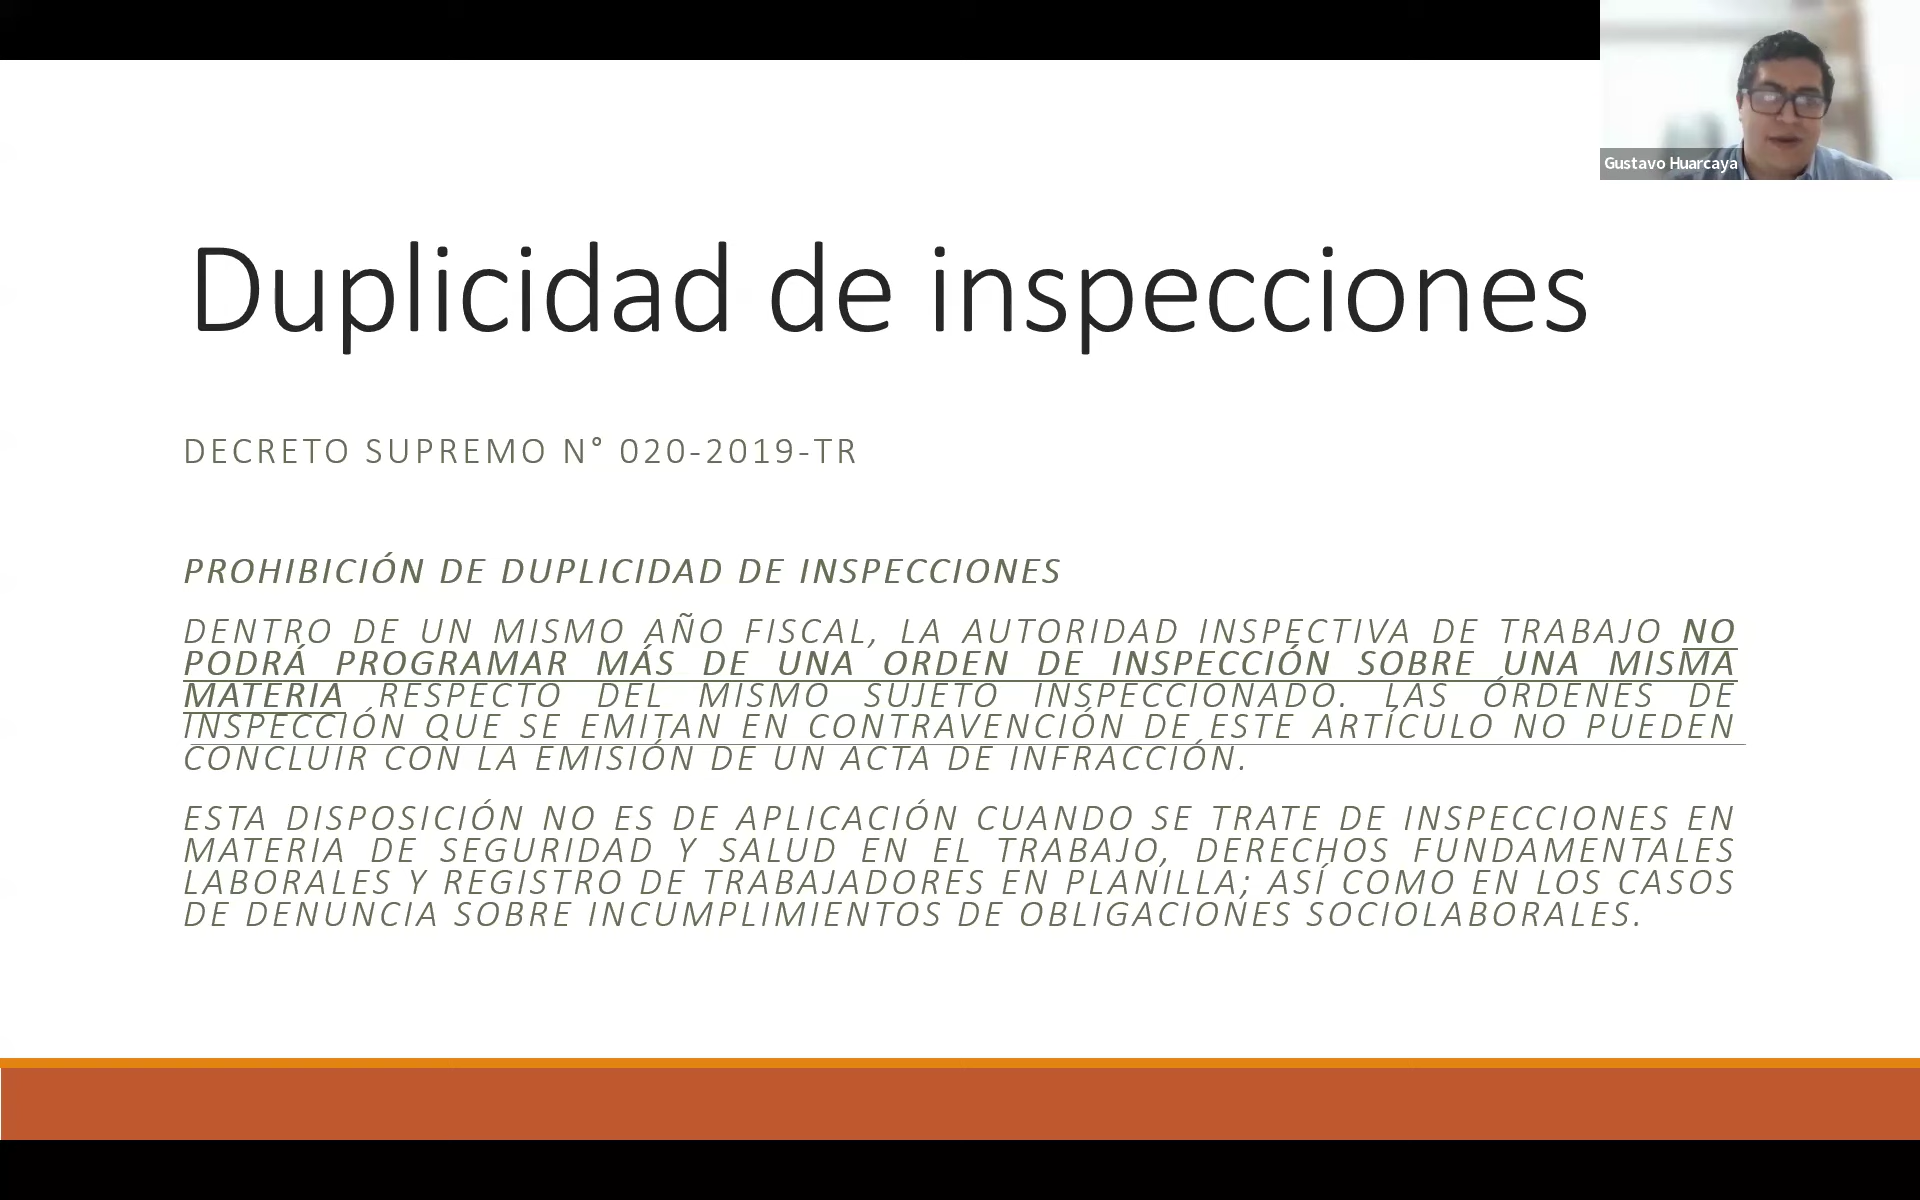 Gustavo Huarcaya
Duplicidad de inspecciones
DECRETO SUPREMO N° 020-2019-TR
PROHIBICIÓN DE DUPLICIDAD DE INSPECCIONES
DENTRO DE UN MISMO AÑO FISCAL, LA AUTORIDAD INSPECTIVA DE TRABAJO NO
PODRÁ PROGRAMAR MÁS DE UNA ORDEN DE INSPECCIÓN SOBRE UNA MISMA
MATERIA RESPECTO DEL MISMO SUJETO INSPECCIONADO. LAS ÓRDENES DE
INSPECCIÓN QUE SE EMITAN EN CONTRAVENCIÓN DE ESTE ARTÍCULO NO PUEDEN
CONCLUIR CON LA EMISIÓN DE UN ACTA DE INFRACCIÓN.
ESTA DISPOSICIÓN NO ES DE APLICACIÓN CUANDO SE TRATE DE INSPECCIONES EN
MATERIA DE SEGURIDAD Y SALUD EN EL TRABAJO, DERECHOS FUNDAMENTALES
LABORALES Y REGISTRO DE TRABAJADORES EN PLANILLA; ASÍ COMO EN LOS CASOS
DE DENUNCIA SOBRE INCUMPLIMIENTOS DE OBLIGACIONES SOCIOLABORALES.